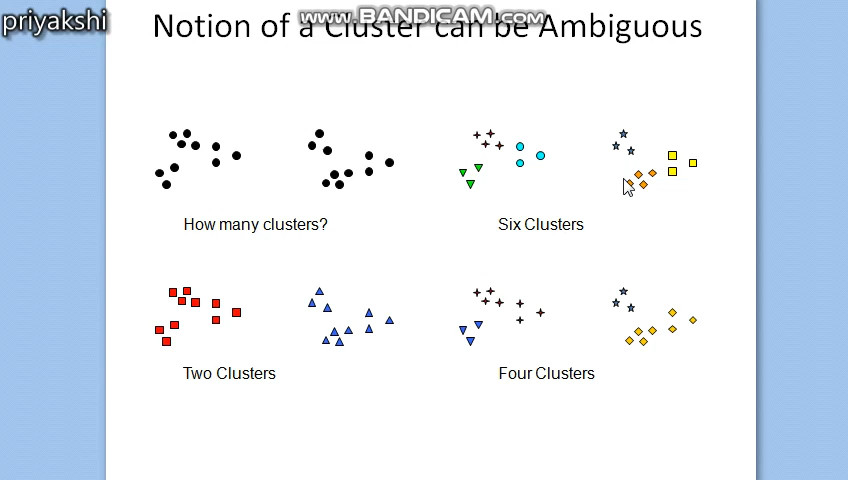 priyakshi
www.BANDICAM.com
Notion of a Cluster can be Ambiguous
How many clusters?
Six Clusters
Two Clusters
Four Clusters